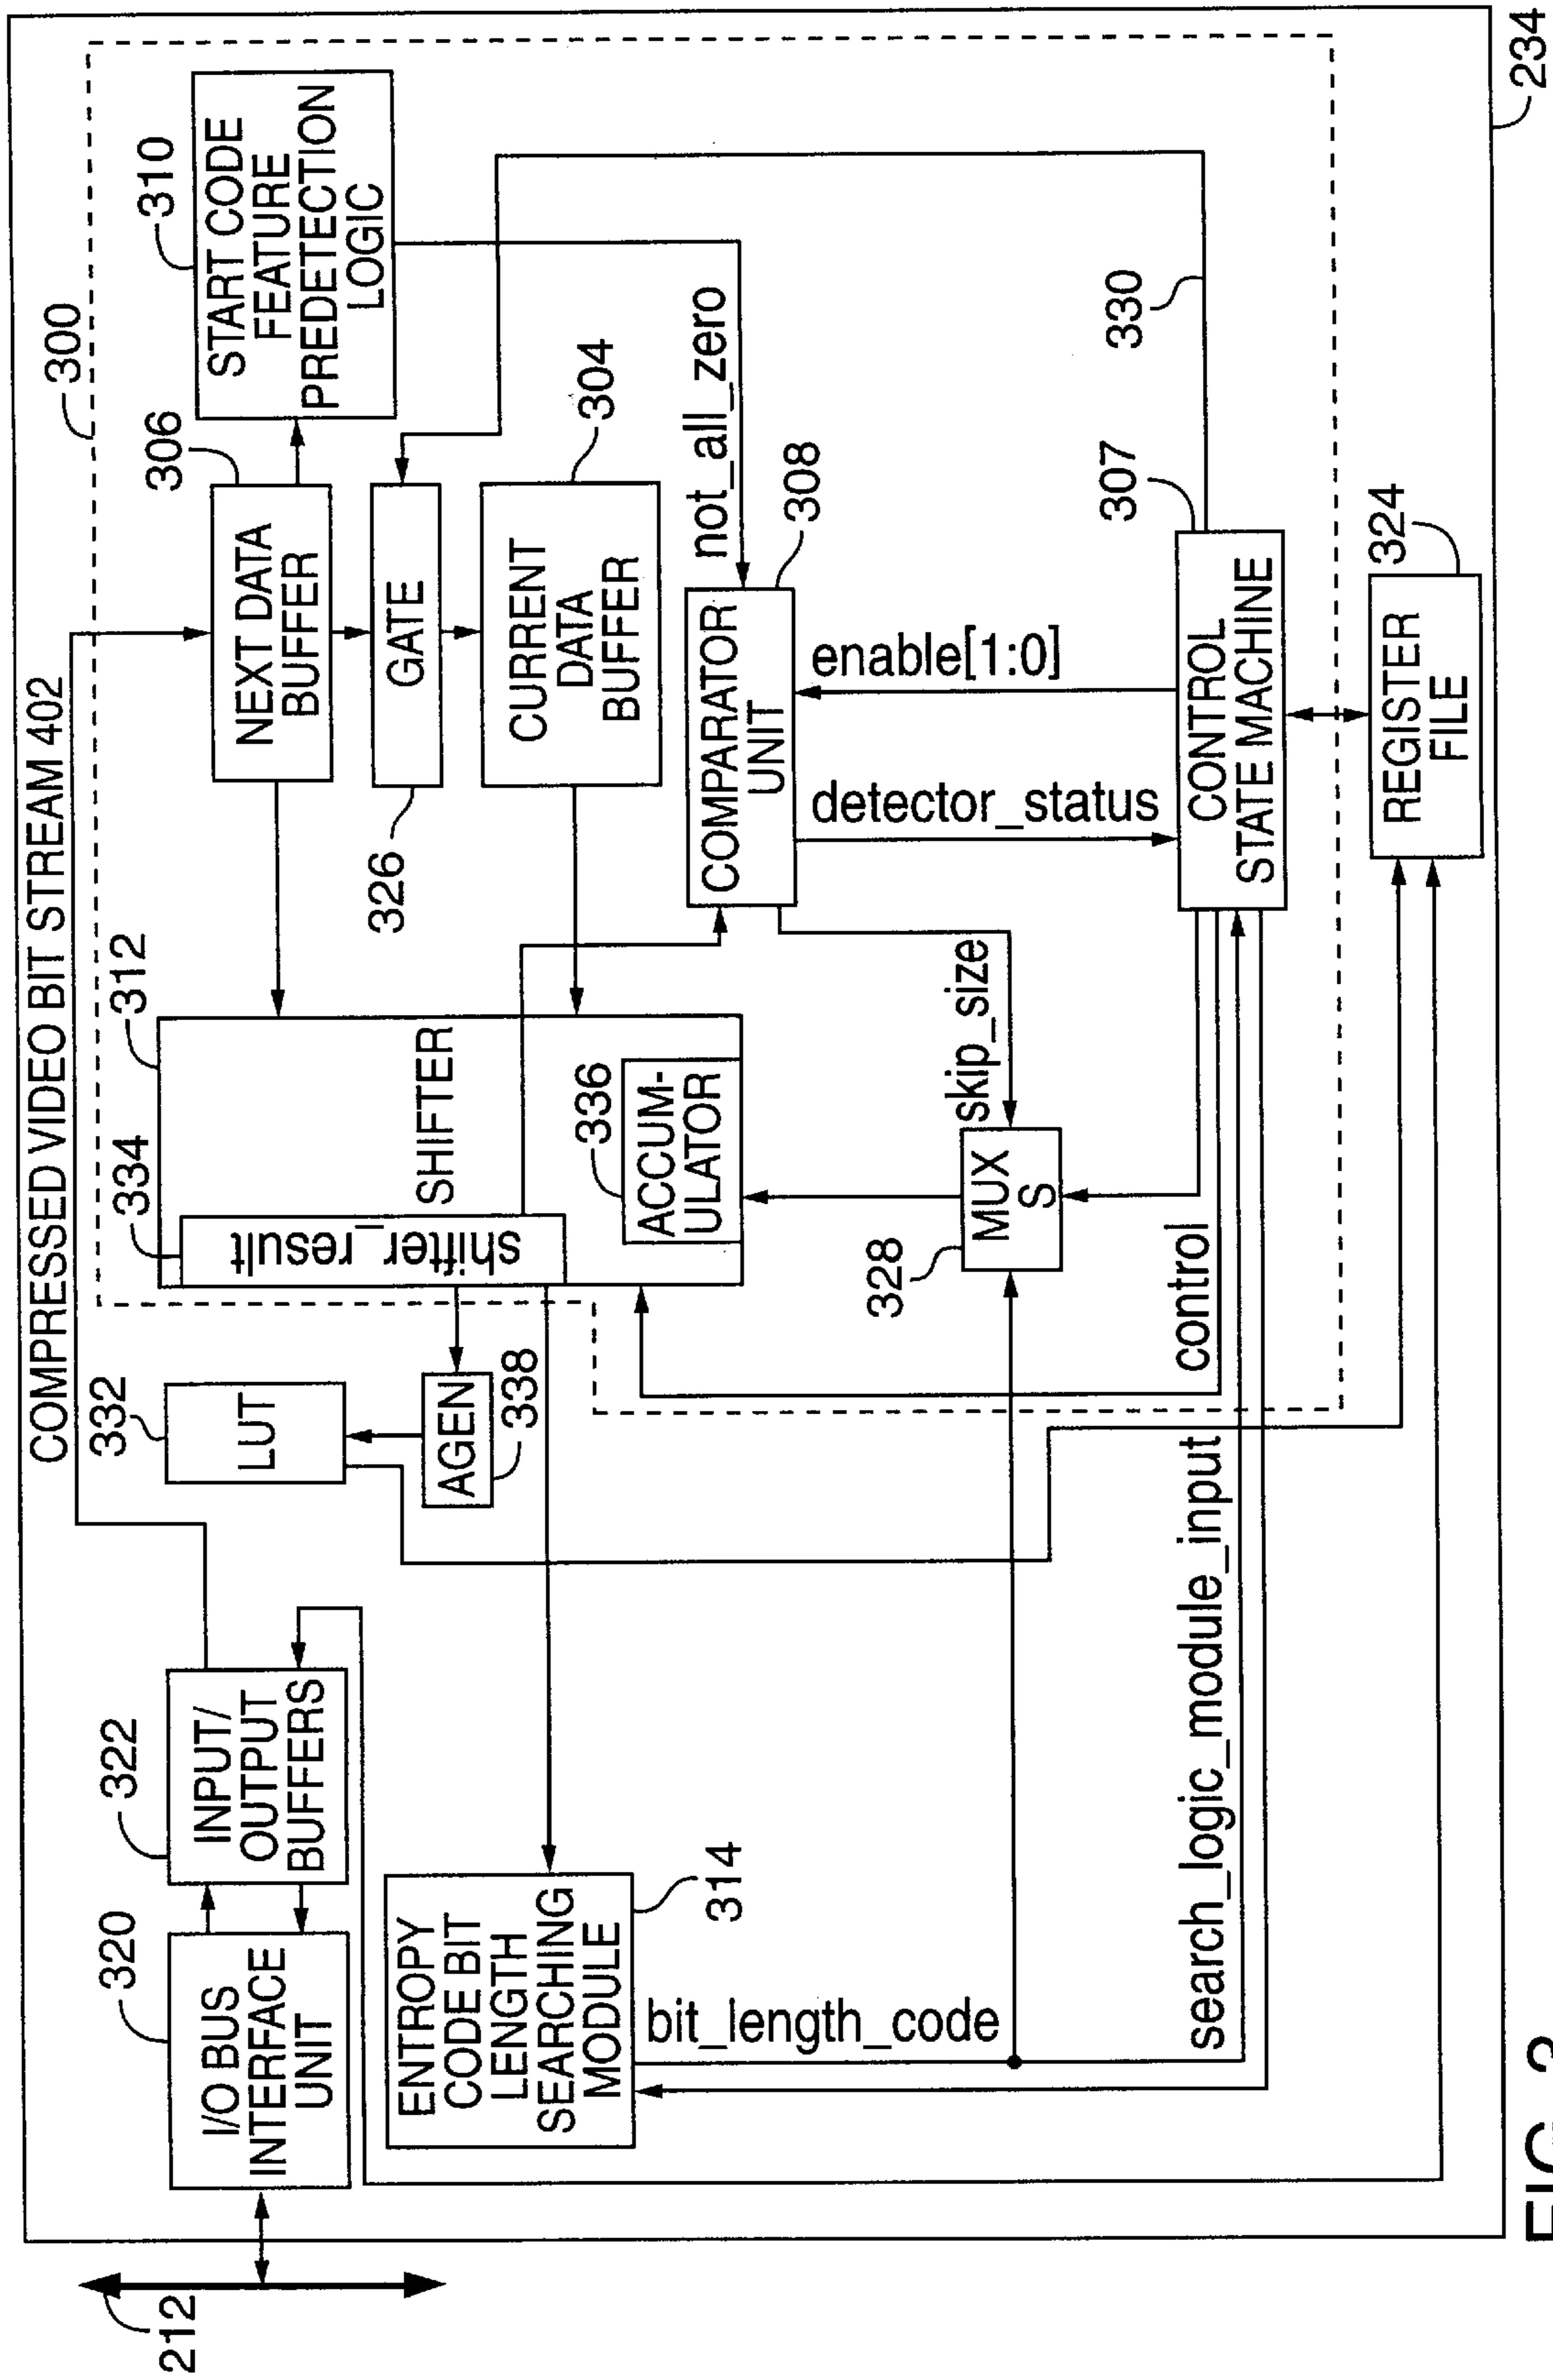 COMPRESSED VIDEO BIT STREAM 402
212
320
I/O BUS
INTERFACE
UNIT
322
INPUT/
OUTPUT
BUFFERS
332
LUT
AGEN
338
334
shifter_result
312
SHIFTER
336
ACCUM-
ULATOR
300
306
NEXT DATA
BUFFER
326
GATE
CURRENT
DATA
BUFFER
304
310
START CODE
FEATURE
PREDETECTION
LOGIC
not_all_zero
ENTROPY
CODE BIT
LENGTH
SEARCHING
MODULE
314
bit_length_code
328
MUX
S
skip_size
COMPARATOR
UNIT
308
detector_status
enable[1:0]
330
search_logic_module_input
control
CONTROL
STATE MACHINE
307
REGISTER
FILE
324
234